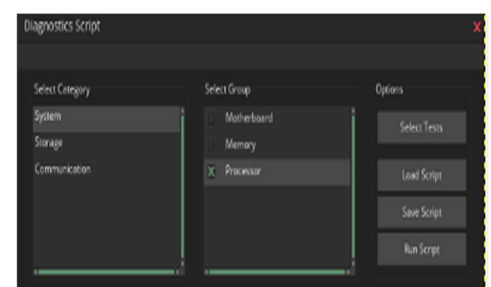 Diagnostics Script
X
Select Category
System
Storage
Communication
Select Group
Motherboard
Memory
X Processor
Options
Select Tests
Load Script
Save Script
Run Script